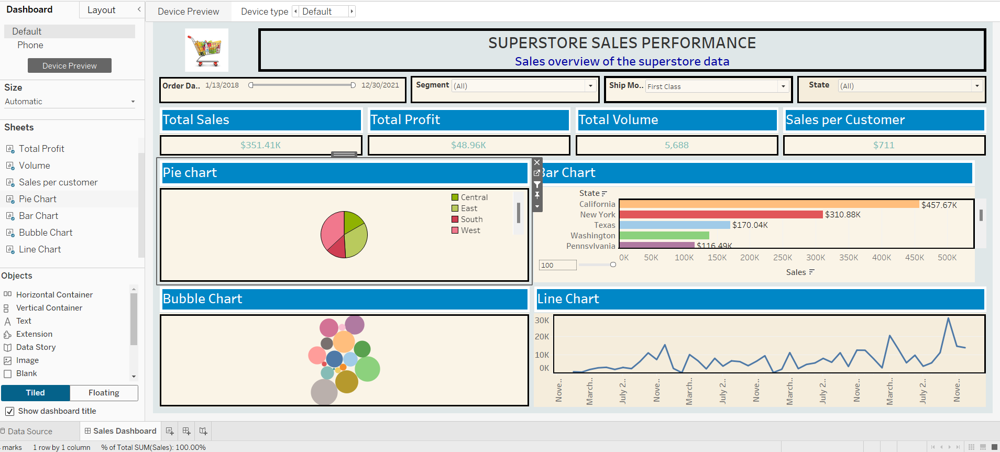 Dashboard
Layout
Default
Phone
Device Preview
Size
Automatic
Sheets
Total Profit
Volume
Sales per customer
Pie Chart
Bar Chart
Bubble Chart
Line Chart
Objects
Horizontal Container
Vertical Container
Text
Extension
Data Story
Image
Blank
Tiled
Floating
Show dashboard title
Device Preview
Device type
Default
SUPERSTORE SALES PERFORMANCE
Sales overview of the superstore data
Order Da..
1/13/2018
12/30/2021
Segment
(All)
Ship Mo..
First Class
State
(All)
Total Sales
Total Profit
Total Volume
Sales per Customer
$351.41K
$48.96K
5,688
$711
Pie chart
Central
East
South
West
Bar Chart
State
California
$457.67K
New York
$310.88K
Texas
$170.04K
Washington
Pennsylvania
$116.49K
0K 50K 100K 150K 200K 250K 300K 350K 400K 450K 500K
100
Sales
Bubble Chart
Line Chart
30K
20K
10K
0K
Nove.. March.. July 2.. Nove.. March.. July 2.. Nove.. March.. July 2.. Nove.. March.. July 2.. Nove..
Data Source
Sales Dashboard
marks
1 row by 1 column
% of Total SUM(Sales): 100.00%